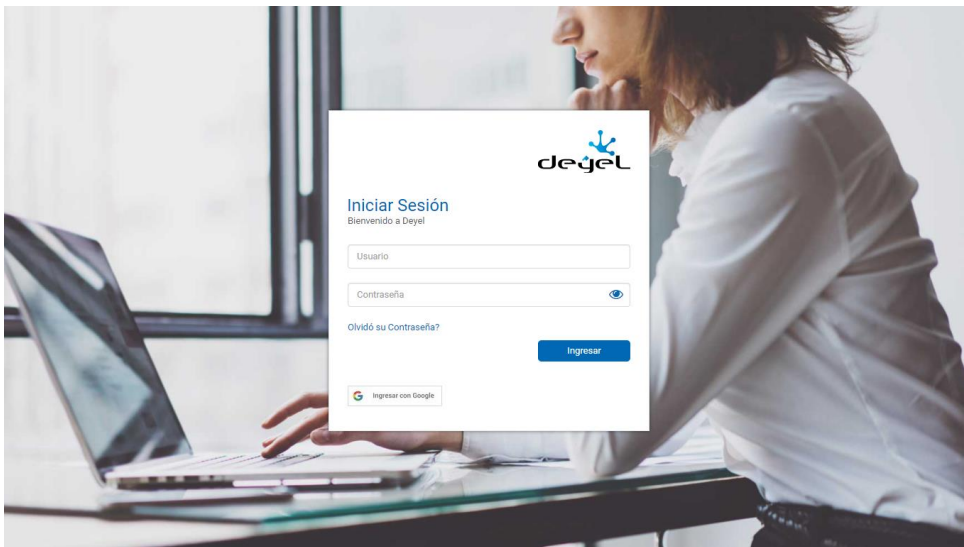 deyel
Iniciar Sesión
Bienvenido a Deyel
Usuario
Contraseña
Olvidó su Contraseña?
Ingresar
Ingresar con Google